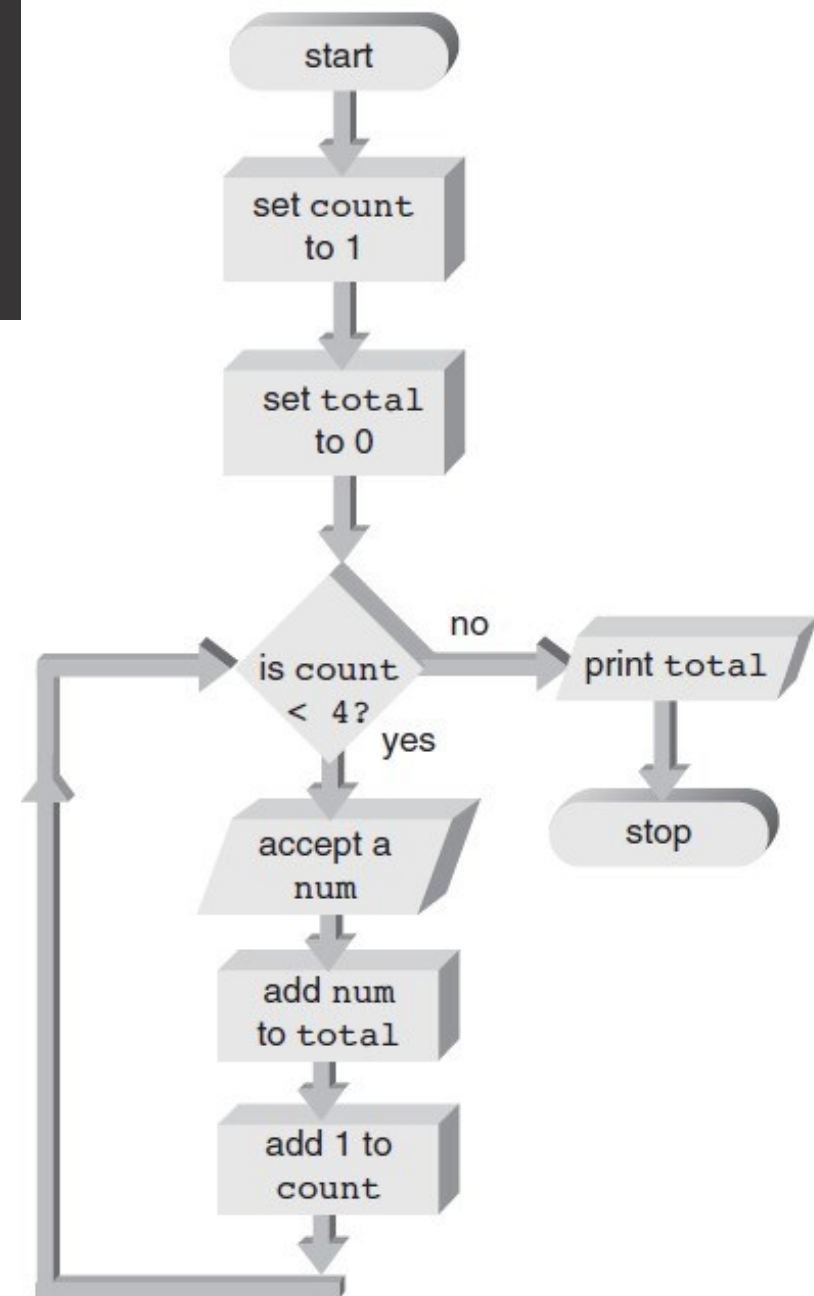 start
set count
to 1
set total
to 0
is count
< 4?
no
print total
stop
yes
accept a
num
add num
to total
add 1 to
count